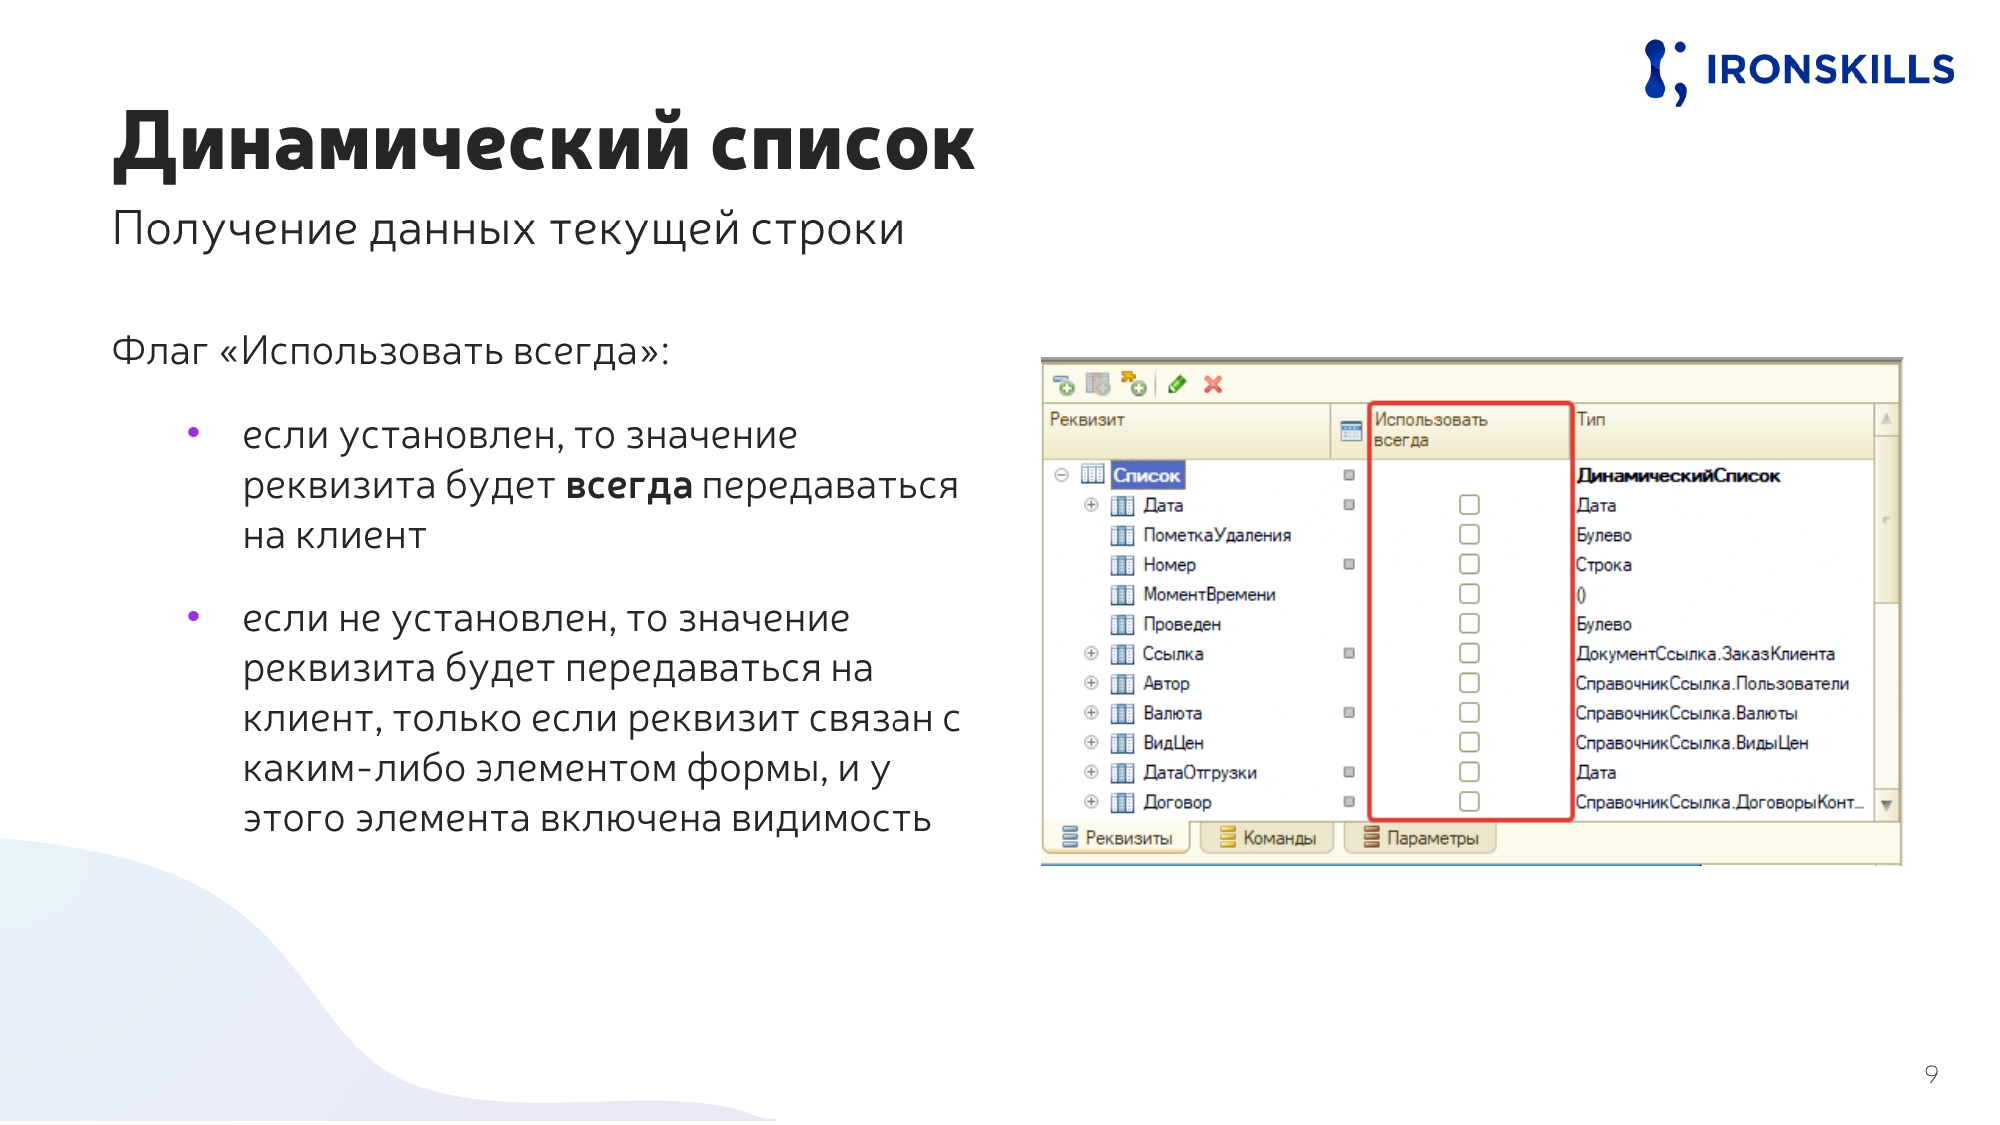 IRONSKILLS
Динамический список
Получение данных текущей строки
Флаг «Использовать всегда»:
• если установлен, то значение
реквизита будет всегда передаваться
на клиент
• если не установлен, то значение
реквизита будет передаваться на
клиент, только если реквизит связан с
каким-либо элементом формы, и у
этого элемента включена видимость
Реквизит Использовать Тип
всегда
Список ДинамическийСписок
Дата Дата
ПометкаУдаления Булево
Номер Строка
МоментВремени ()
Проведен Булево
Ссылка ДокументСсылка.ЗаказКлиента
Автор СправочникСсылка.Пользователи
Валюта СправочникСсылка.Валюты
ВидЦен СправочникСсылка.ВидыЦен
ДатаОтгрузки Дата
Договор СправочникСсылка.ДоговорыКонт...
Реквизиты Команды Параметры
9